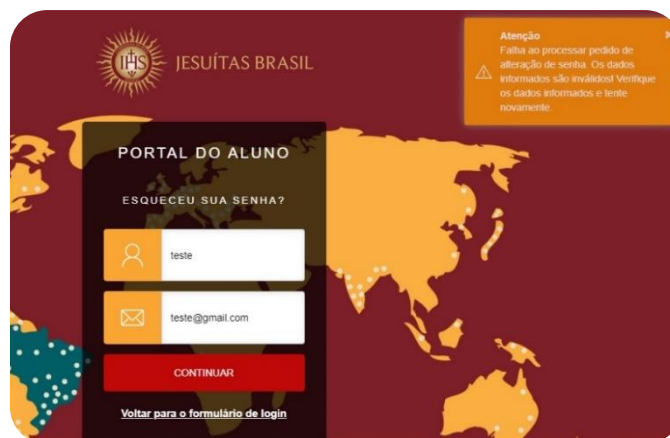 IHS
JESUÍTAS BRASIL
Atenção
Falha ao processar pedido de
alteração de senha. Os dados
informados são inválidos! Verifique
os dados informados e tente
novamente.
PORTAL DO ALUNO
ESQUECEU SUA SENHA?
teste
teste@gmail.com
CONTINUAR
Voltar para o formulário de login